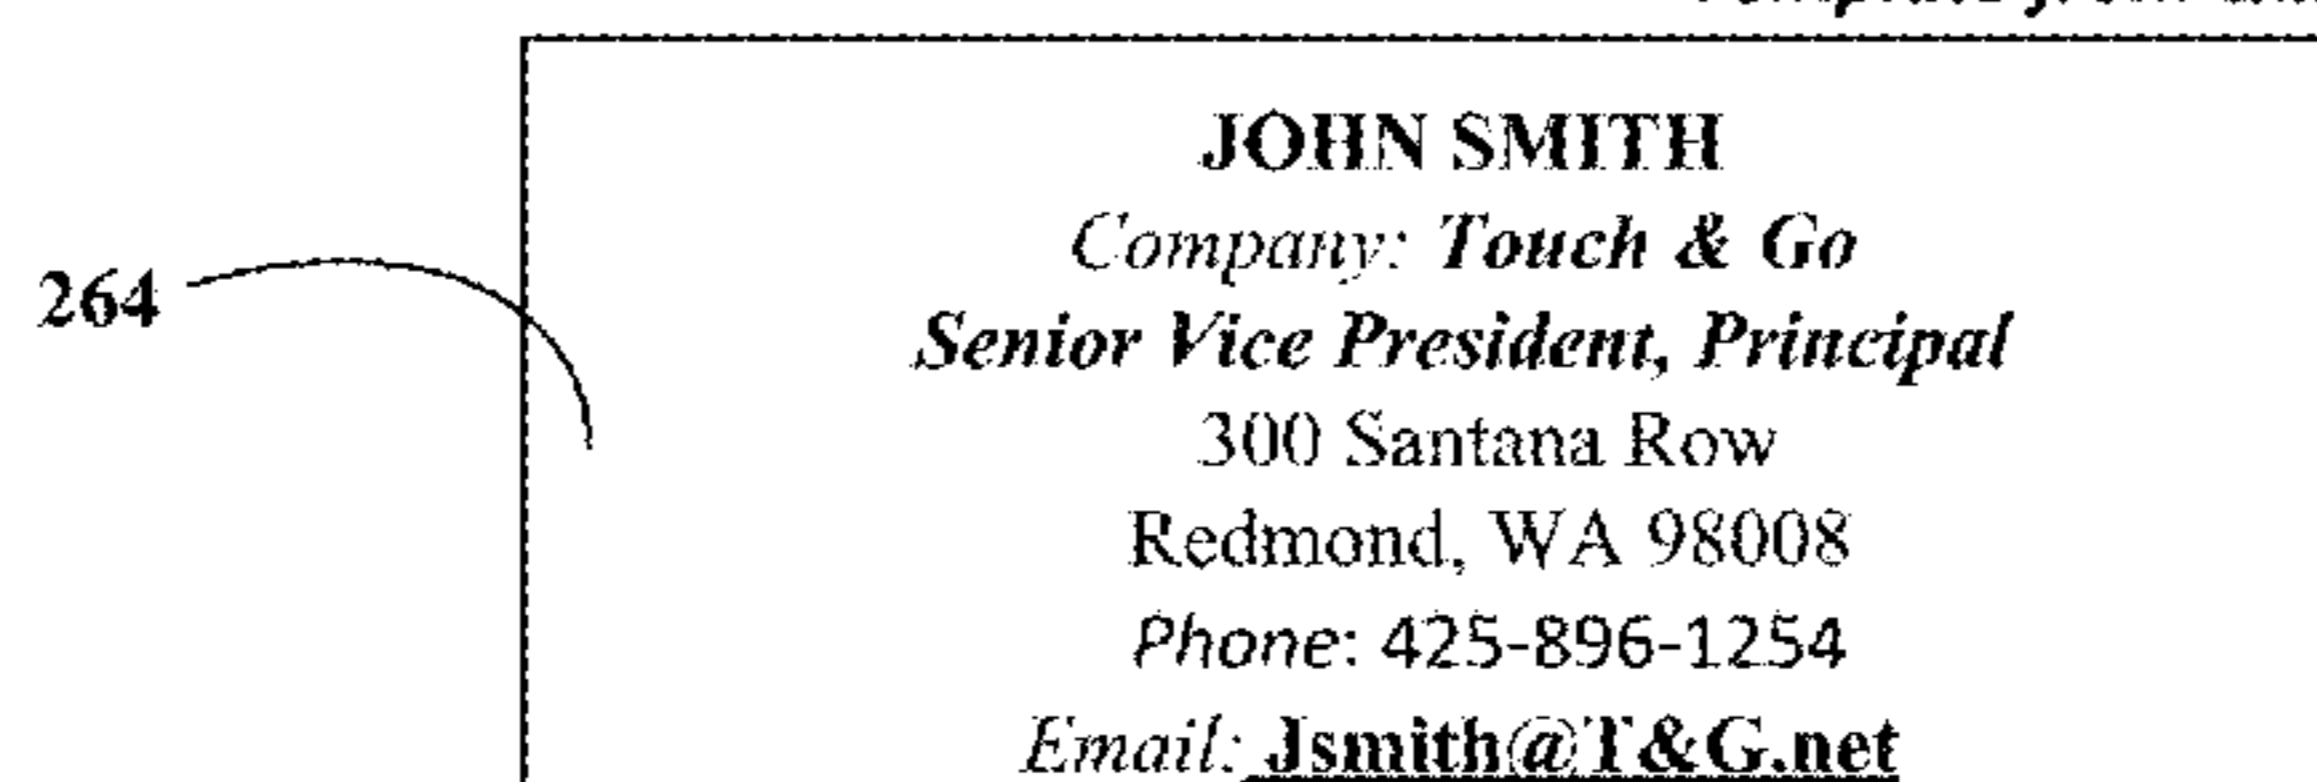 JOHN SMITH
Company: Touch & Go
264
Senior Vice President, Principal
300 Santana Row
Redmond, WA 98008
Phone: 425-896-1254
Email: Jsmith@T&G.net